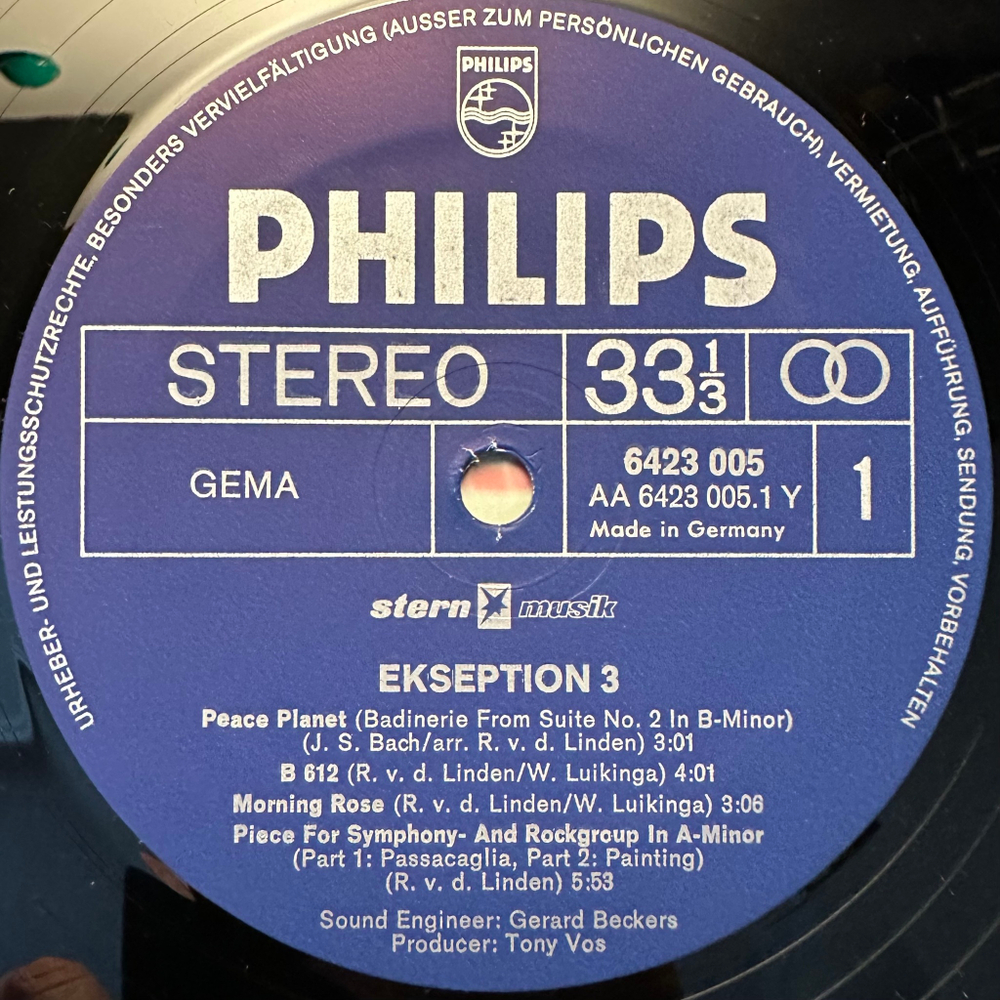 URHEBER- UND LEISTUNGSSCHUTZRECHTE, BESONDERS VERVIELFÄLTIGUNG (AUSSER ZUM PERSÖNLICHEN GEBRAUCH), VERMIETUNG, AUFFÜHRUNG, SENDUNG, VORBEHALTEN
PHILIPS
PHILIPS
STEREO 33 1/3
GEMA
6423 005
AA 6423 005.1 Y
Made in Germany
1
stern musik
EKSEPTION 3
Peace Planet (Badinerie From Suite No. 2 In B-Minor)
(J. S. Bach/arr. R. v. d. Linden) 3:01
B 612 (R. v. d. Linden/W. Luikinga) 4:01
Morning Rose (R. v. d. Linden/W. Luikinga) 3:06
Piece For Symphony- And Rockgroup In A-Minor
(Part 1: Passacaglia, Part 2: Painting)
(R. v. d. Linden) 5:53
Sound Engineer: Gerard Beckers
Producer: Tony Vos